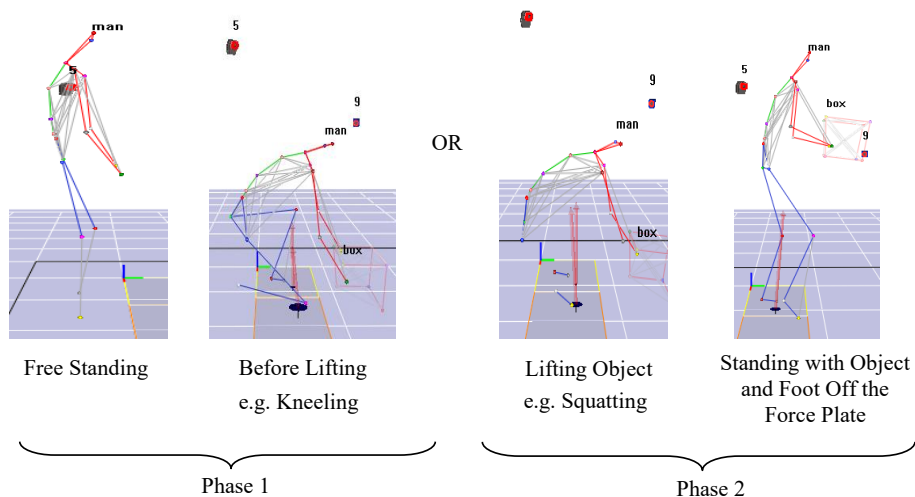 man
5
5
9
man
box
OR
9
man
box
man
5
box
9
Free Standing
Before Lifting
e.g. Kneeling
Lifting Object
e.g. Squatting
Standing with Object
and Foot Off the
Force Plate
Phase 1
Phase 2